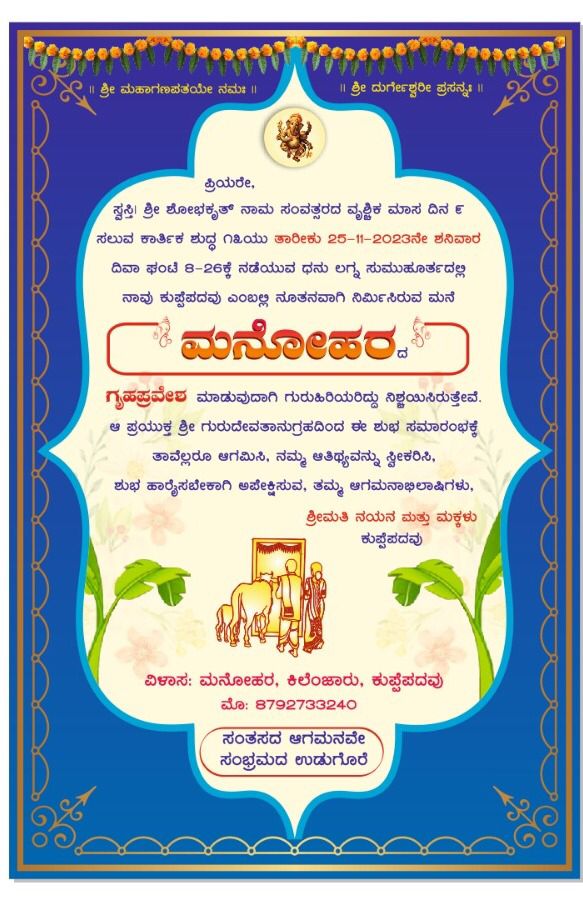 ॥ ಶ್ರೀ ಮಹಾಗಣಪತಯೇ ನಮಃ ॥
॥ ಶ್ರೀ ದುರ್ಗೇಶ್ವರೀ ಪ್ರಸನ್ನಃ ॥
ಪ್ರಿಯರೇ,
ಸ್ವಸ್ತಿ। ಶ್ರೀ ಶೋಭಕೃತ್ ನಾಮ ಸಂವತ್ಸರದ ವೃಶ್ಚಿಕ ಮಾಸ ದಿನ ೯
ಸಲುವ ಕಾರ್ತಿಕ ಶುದ್ಧ ೧೩ಯು ತಾರೀಕು 25-11-2023ನೇ ಶನಿವಾರ
ದಿವಾ ಘಂಟೆ 8-26ಕ್ಕೆ ನಡೆಯುವ ಧನು ಲಗ್ನ ಸುಮುಹೂರ್ತದಲ್ಲಿ
ನಾವು ಕುಪ್ಪೆಪದವು ಎಂಬಲ್ಲಿ ನೂತನವಾಗಿ ನಿರ್ಮಿಸಿರುವ ಮನೆ
ಮನೋಹರದ
ಗೃಹಪ್ರವೇಶ ಮಾಡುವುದಾಗಿ ಗುರುಹಿರಿಯರಿದ್ದು ನಿಶ್ಚಯಿಸಿರುತ್ತೇವೆ.
ಆ ಪ್ರಯುಕ್ತ ಶ್ರೀ ಗುರುದೇವತಾನುಗ್ರಹದಿಂದ ಈ ಶುಭ ಸಮಾರಂಭಕ್ಕೆ
ತಾವೆಲ್ಲರೂ ಆಗಮಿಸಿ, ನಮ್ಮ ಆತಿಥ್ಯವನ್ನು ಸ್ವೀಕರಿಸಿ,
ಶುಭ ಹಾರೈಸಬೇಕಾಗಿ ಅಪೇಕ್ಷಿಸುವ, ತಮ್ಮ ಆಗಮನಾಭಿಲಾಷಿಗಳು,
ಶ್ರೀಮತಿ ನಯನ ಮತ್ತು ಮಕ್ಕಳು
ಕುಪ್ಪೆಪದವು
ವಿಳಾಸ: ಮನೋಹರ, ಕಿಲೆಂಜಾರು, ಕುಪ್ಪೆಪದವು
ಮೊ: 8792733240
ಸಂತಸದ ಆಗಮನವೇ
ಸಂಭ್ರಮದ ಉಡುಗೊರೆ